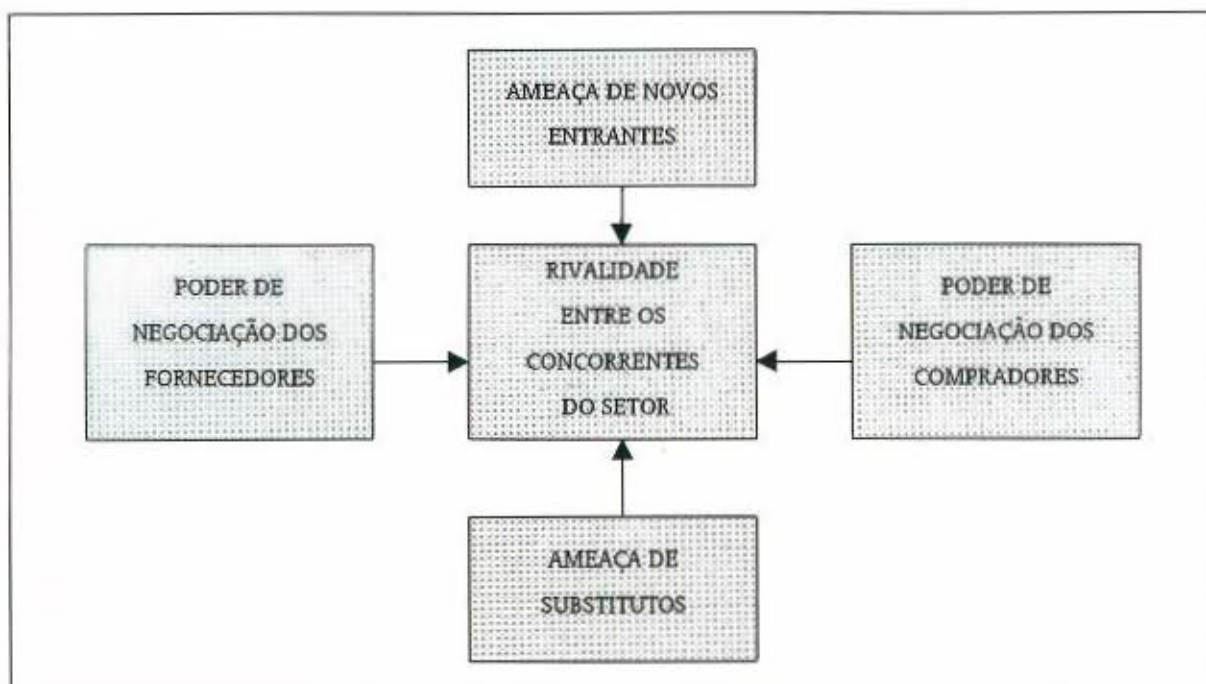 AMEAÇA DE NOVOS
ENTRANTES
PODER DE
NEGOCIAÇÃO DOS
FORNECEDORES
RIVALIDADE
ENTRE OS
CONCORRENTES
DO SETOR
PODER DE
NEGOCIAÇÃO DOS
COMPRADORES
AMEAÇA DE
SUBSTITUTOS